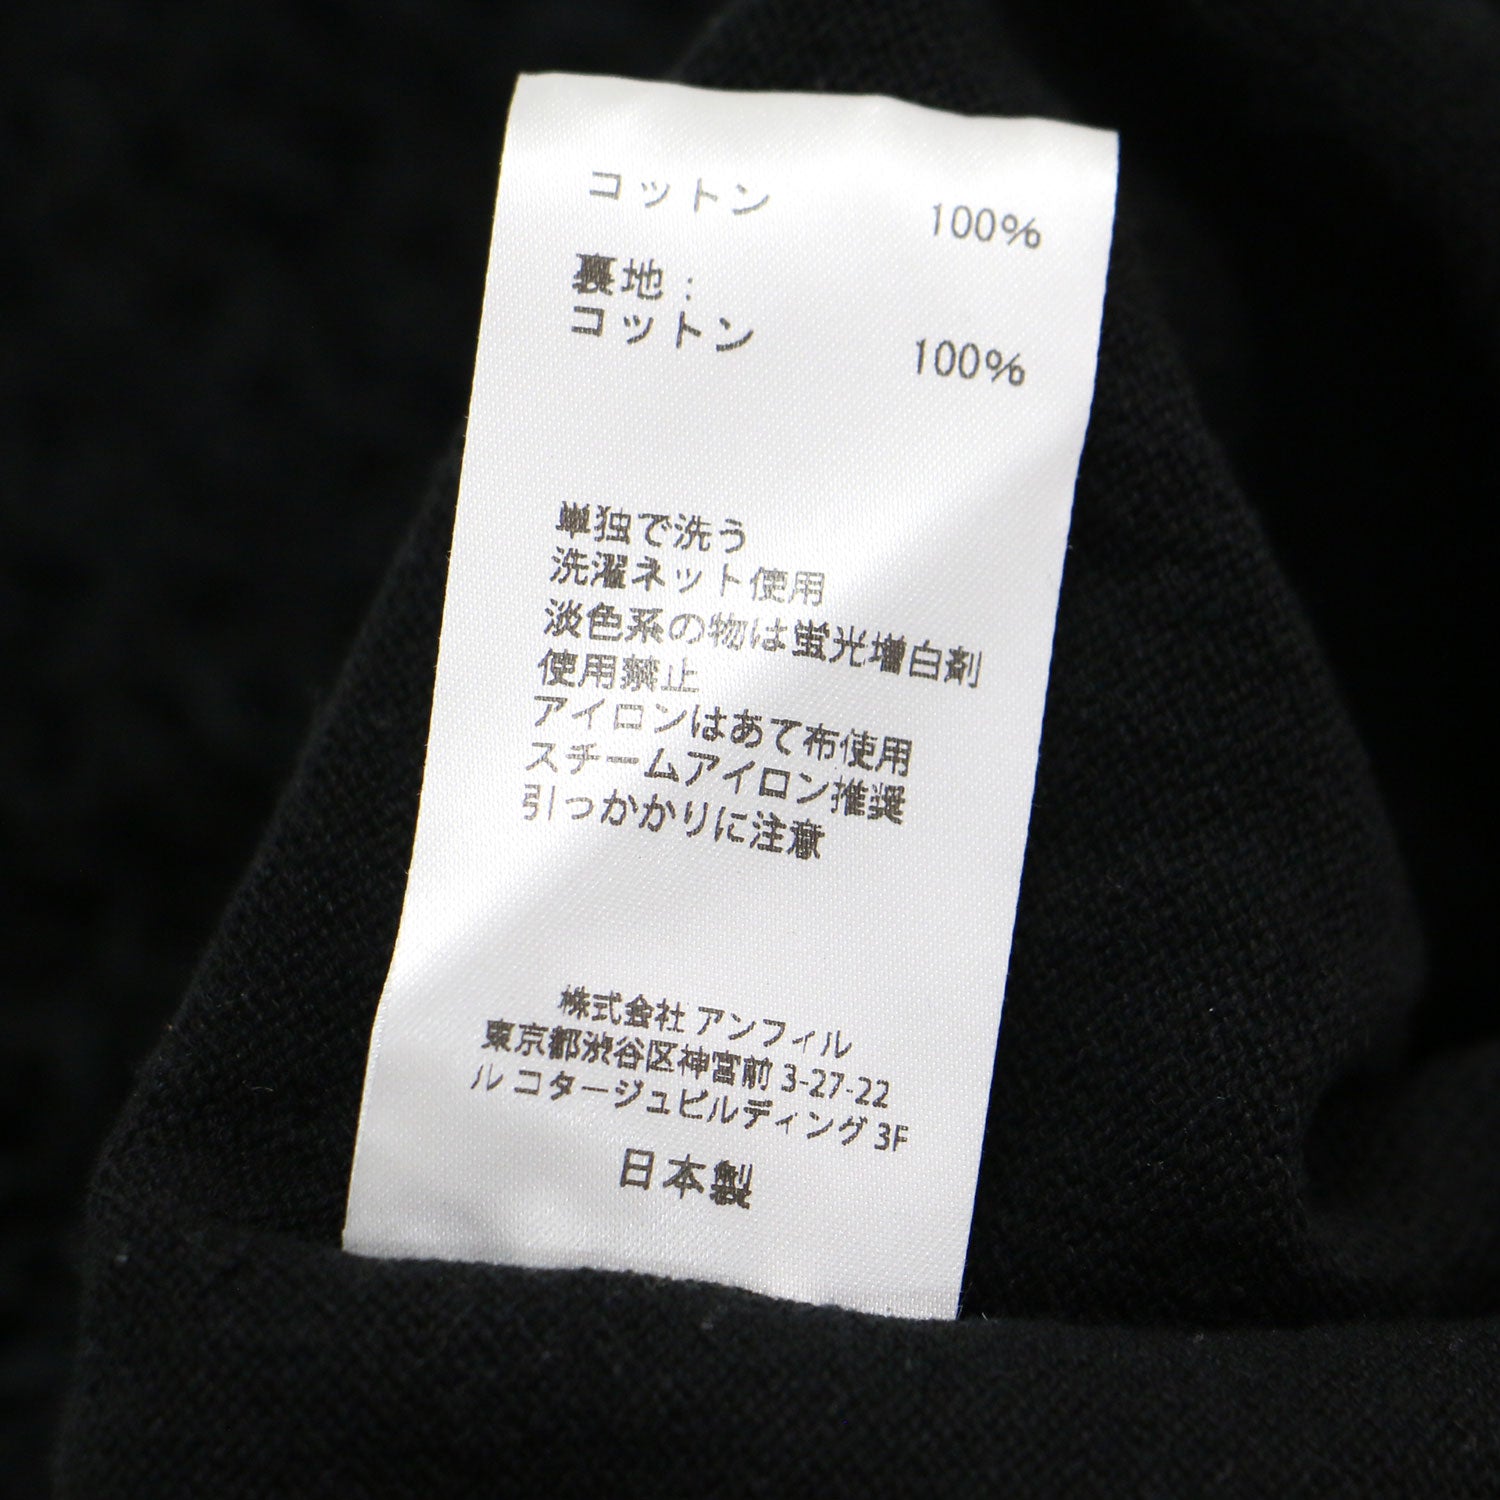 コットン 100%
裏地：
コットン 100%
単独で洗う
洗濯ネット使用
淡色系の物は蛍光増白剤
使用禁止
アイロンはあて布使用
スチームアイロン推奨
引っかかりに注意
株式会社 アンフィル
東京都渋谷区神宮前 3-27-22
ル コタージュビルディング 3F
日本製